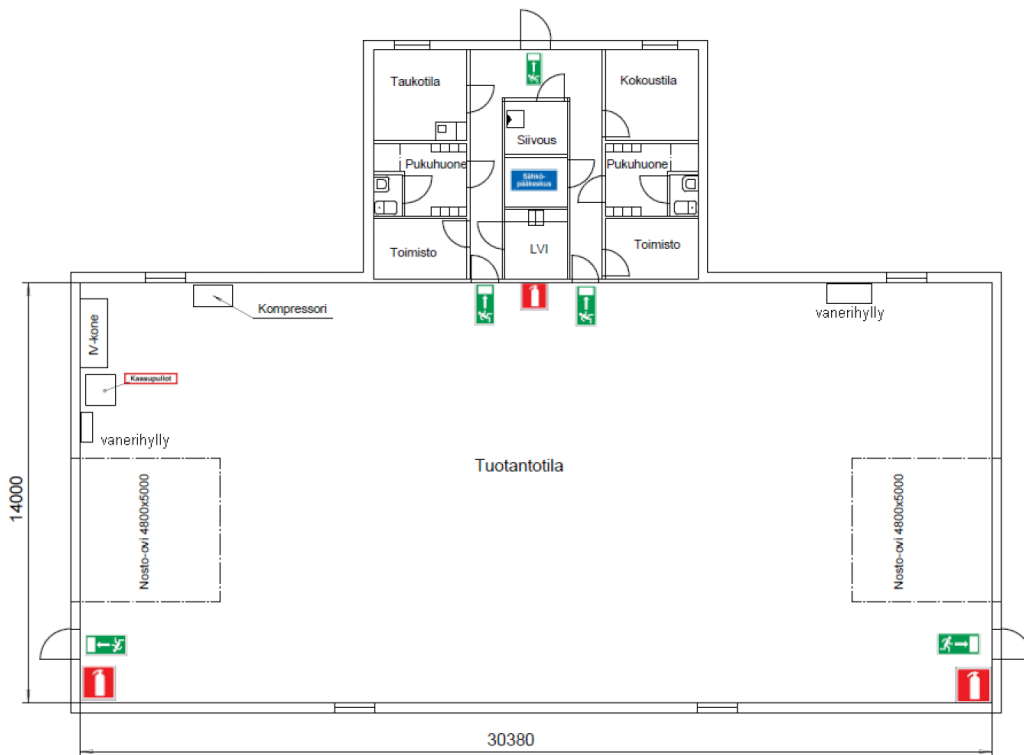 Taukotila
Kokoustila
Siivous
Pukuhuone
Sähkö-
pääkeskus
Pukuhuone
Toimisto
LVI
Toimisto
Kompressori
vanerihylly
IV-kone
Kaasupullot
vanerihylly
Tuotantotila
Nosto-ovi 4800x5000
Nosto-ovi 4800x5000
14000
30380